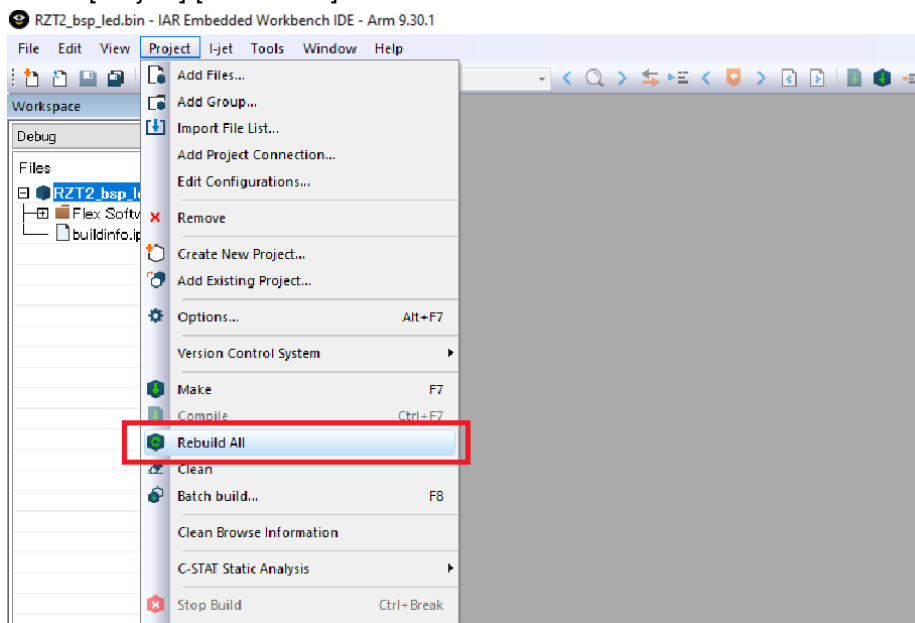 RZT2_bsp_led.bin - IAR Embedded Workbench IDE - Arm 9.30.1
File Edit View Project I-jet Tools Window Help
Workspace
Debug
Files
RZT2_bsp_l
Flex Softw
buildinfo.ip
Add Files...
Add Group...
Import File List...
Add Project Connection...
Edit Configurations...
Remove
Create New Project...
Add Existing Project...
Options... Alt+F7
Version Control System
Make F7
Compile Ctrl+F7
Rebuild All
Clean
Batch build... F8
Clean Browse Information
C-STAT Static Analysis
Stop Build Ctrl+Break